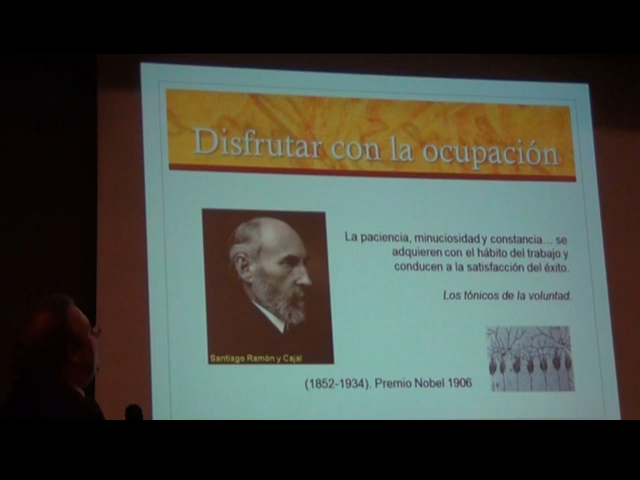 Disfrutar con la ocupación
La paciencia, minuciosidad y constancia... se
adquieren con el hábito del trabajo y
conducen a la satisfacción del éxito.
Los tónicos de la voluntad.
Santiago Ramón y Cajal
(1852-1934). Premio Nobel 1906